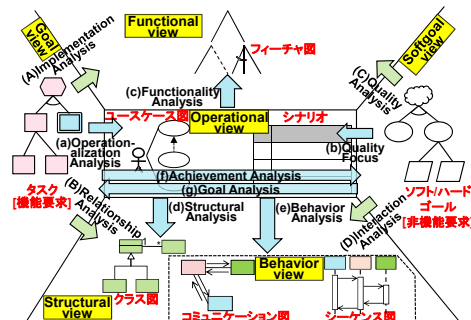 Goal
view
Functional
view
Softgoal
view
(A)Implementation
Analysis
フィーチャ図
(C)Quality
Analysis
(c)Functionality
Analysis
ユースケース図
Operational
view
シナリオ
(a)Operation-
alization
Analysis
(b)Quality
Focus
(f)Achievement Analysis
(g)Goal Analysis
タスク
[機能要求]
(B)Relationship
Analysis
(d)Structural
Analysis
(e)Behavior
Analysis
(D)Interaction
Analysis
ソフト/ハード
ゴール
[非機能要求]
1
*
クラス図
Structural
view
Behavior
view
コミュニケーション図
シーケンス図